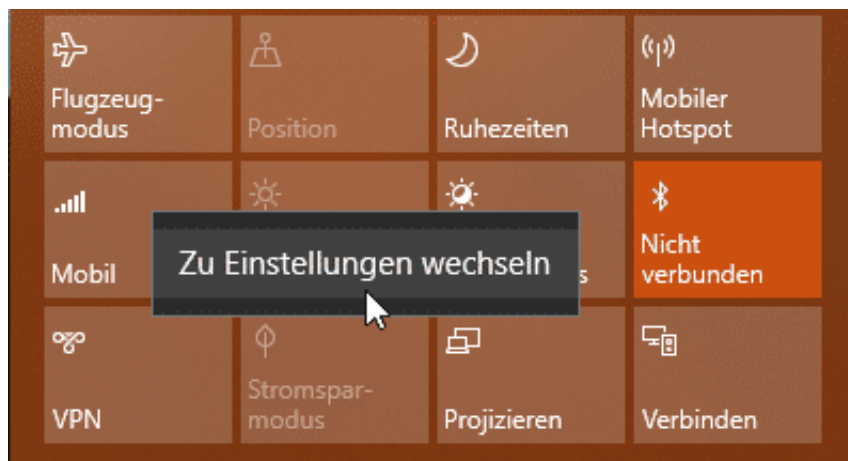 Flugzeug-
modus
Position
Ruhezeiten
Mobiler
Hotspot
Mobil
Zu Einstellungen wechseln
Nicht
verbunden
VPN
Stromspar-
modus
Projizieren
Verbinden